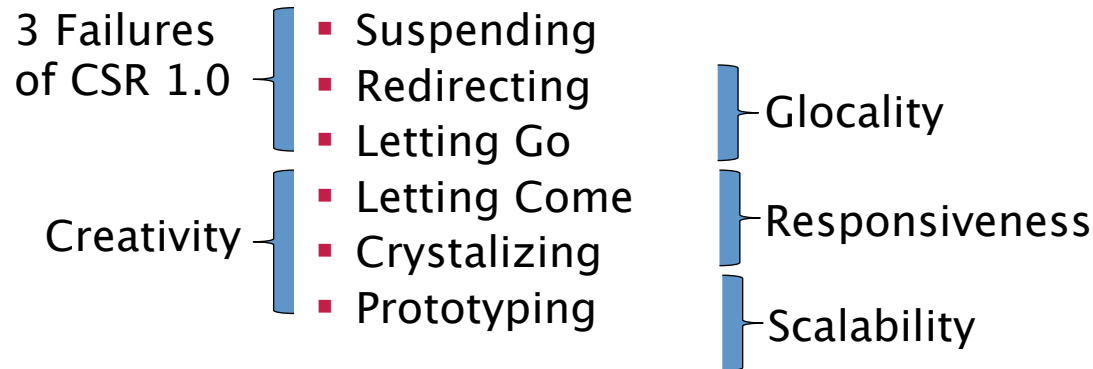 3 Failures
of CSR 1.0
Creativity
▪ Suspending
▪ Redirecting
▪ Letting Go
▪ Letting Come
▪ Crystalizing
▪ Prototyping
Glocality
Responsiveness
Scalability